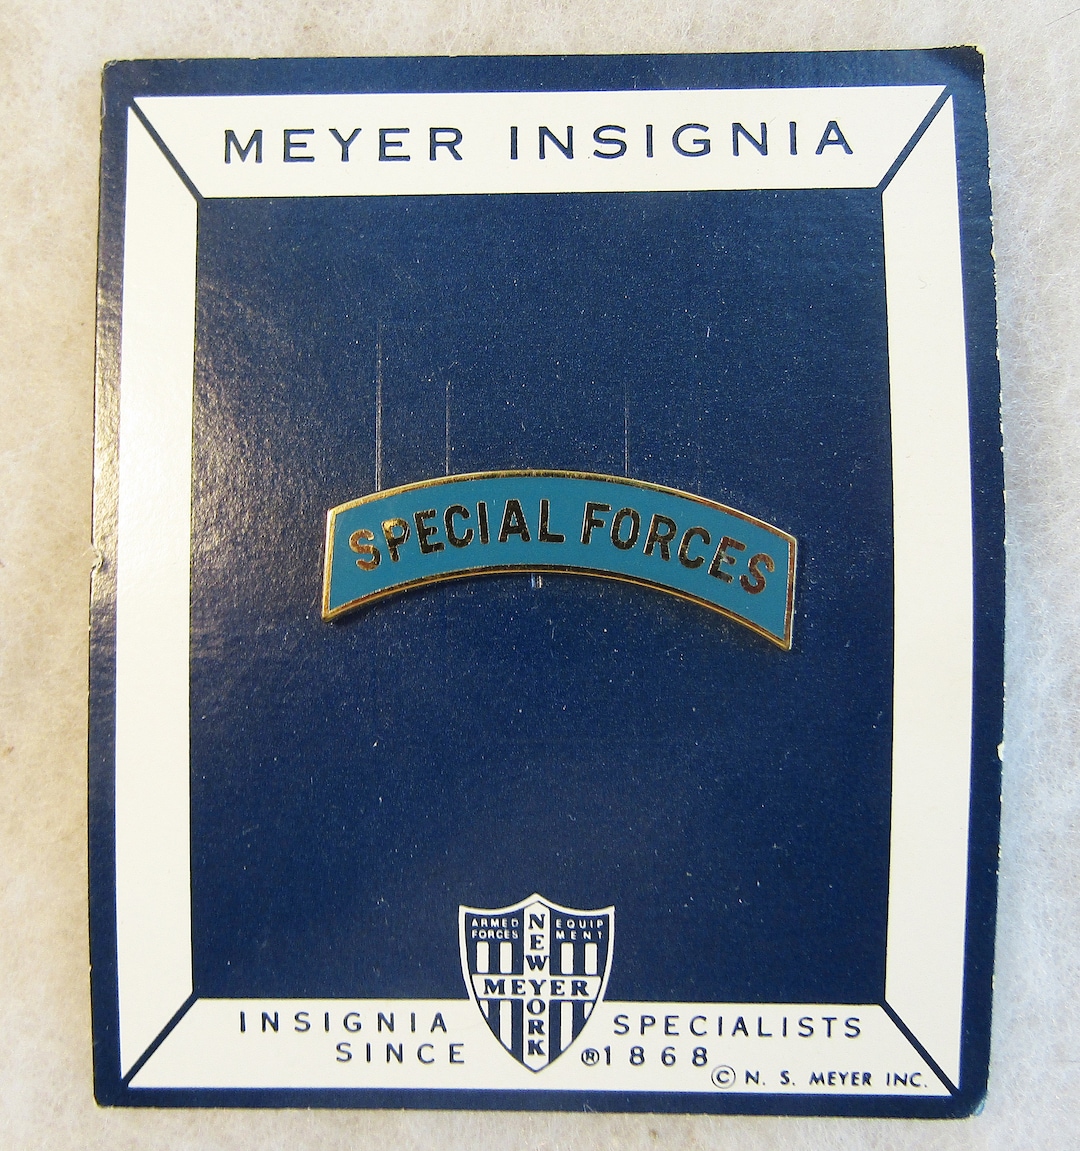 MEYER INSIGNIA
SPECIAL FORCES
ARMED FORCES
EQUIPMENT
NEW YORK
MEYER
INSIGNIA SPECIALISTS
SINCE ®1868
© N. S. MEYER INC.